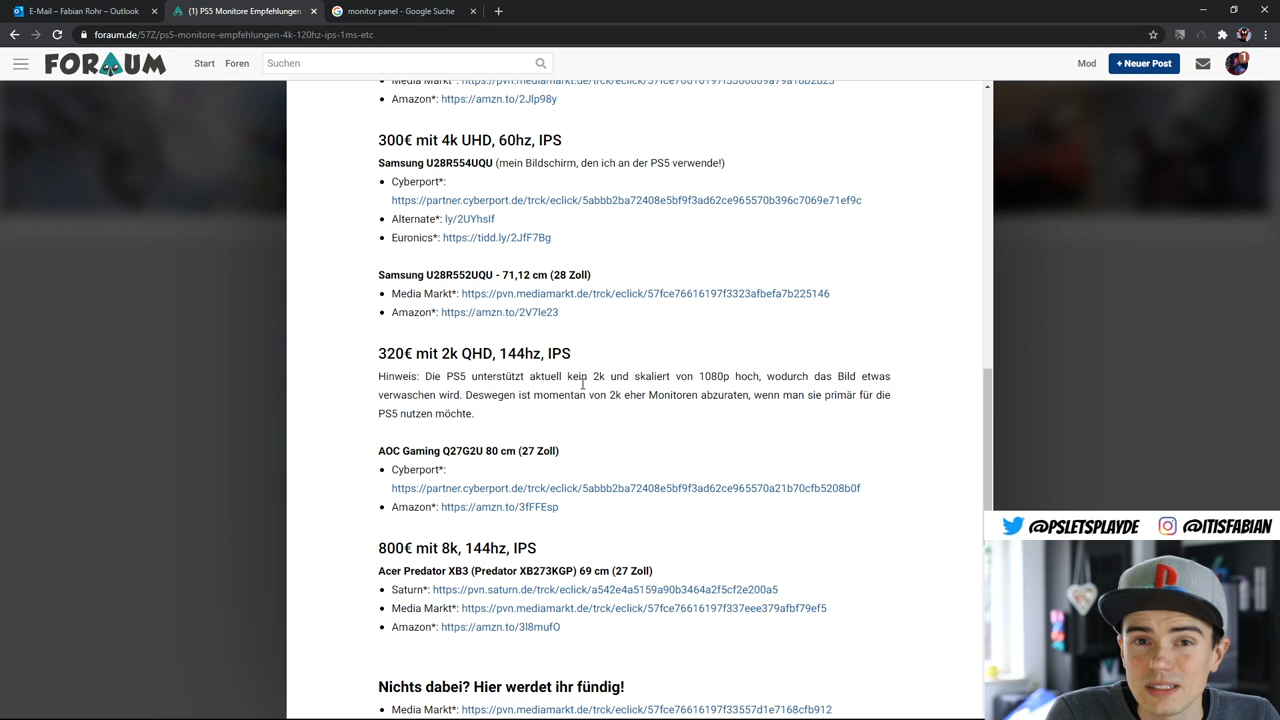 E-Mail – Fabian Rohr – Outlook
(1) PS5 Monitore Empfehlungen
monitor panel - Google Suche
foraum.de/57Z/ps5-monitore-empfehlungen-4k-120hz-ips-1ms-etc
FORAUM
Start
Foren
Suchen
Mod
+ Neuer Post
Amazon*: https://amzn.to/2Jlp98y
300€ mit 4k UHD, 60hz, IPS
Samsung U28R554UQU (mein Bildschirm, den ich an der PS5 verwende!)
Cyberport*:
https://partner.cyberport.de/trck/eclick/5abbb2ba72408e5bf9f3ad62ce965570b396c7069e71ef9c
Alternate*: ly/2UYhsIf
Euronics*: https://tidd.ly/2JfF7Bg
Samsung U28R552UQU - 71,12 cm (28 Zoll)
Media Markt*: https://pvn.mediamarkt.de/trck/eclick/57fce76616197f3323afbefa7b225146
Amazon*: https://amzn.to/2V7Ie23
320€ mit 2k QHD, 144hz, IPS
Hinweis: Die PS5 unterstützt aktuell kein 2k und skaliert von 1080p hoch, wodurch das Bild etwas
verwaschen wird. Deswegen ist momentan von 2k eher Monitoren abzuraten, wenn man sie primär für die
PS5 nutzen möchte.
AOC Gaming Q27G2U 80 cm (27 Zoll)
Cyberport*:
https://partner.cyberport.de/trck/eclick/5abbb2ba72408e5bf9f3ad62ce965570a21b70cfb5208b0f
Amazon*: https://amzn.to/3fFFEsp
@PSLETSPLAYDE
@ITISFABIAN
800€ mit 8k, 144hz, IPS
Acer Predator XB3 (Predator XB273KGP) 69 cm (27 Zoll)
Saturn*: https://pvn.saturn.de/trck/eclick/a542e4a5159a90b3464a2f5cf2e200a5
Media Markt*: https://pvn.mediamarkt.de/trck/eclick/57fce76616197f337eee379afbf79ef5
Amazon*: https://amzn.to/3l8mufO
Nichts dabei? Hier werdet ihr fündig!
Media Markt*: https://pvn.mediamarkt.de/trck/eclick/57fce76616197f33557d1e7168cfb912